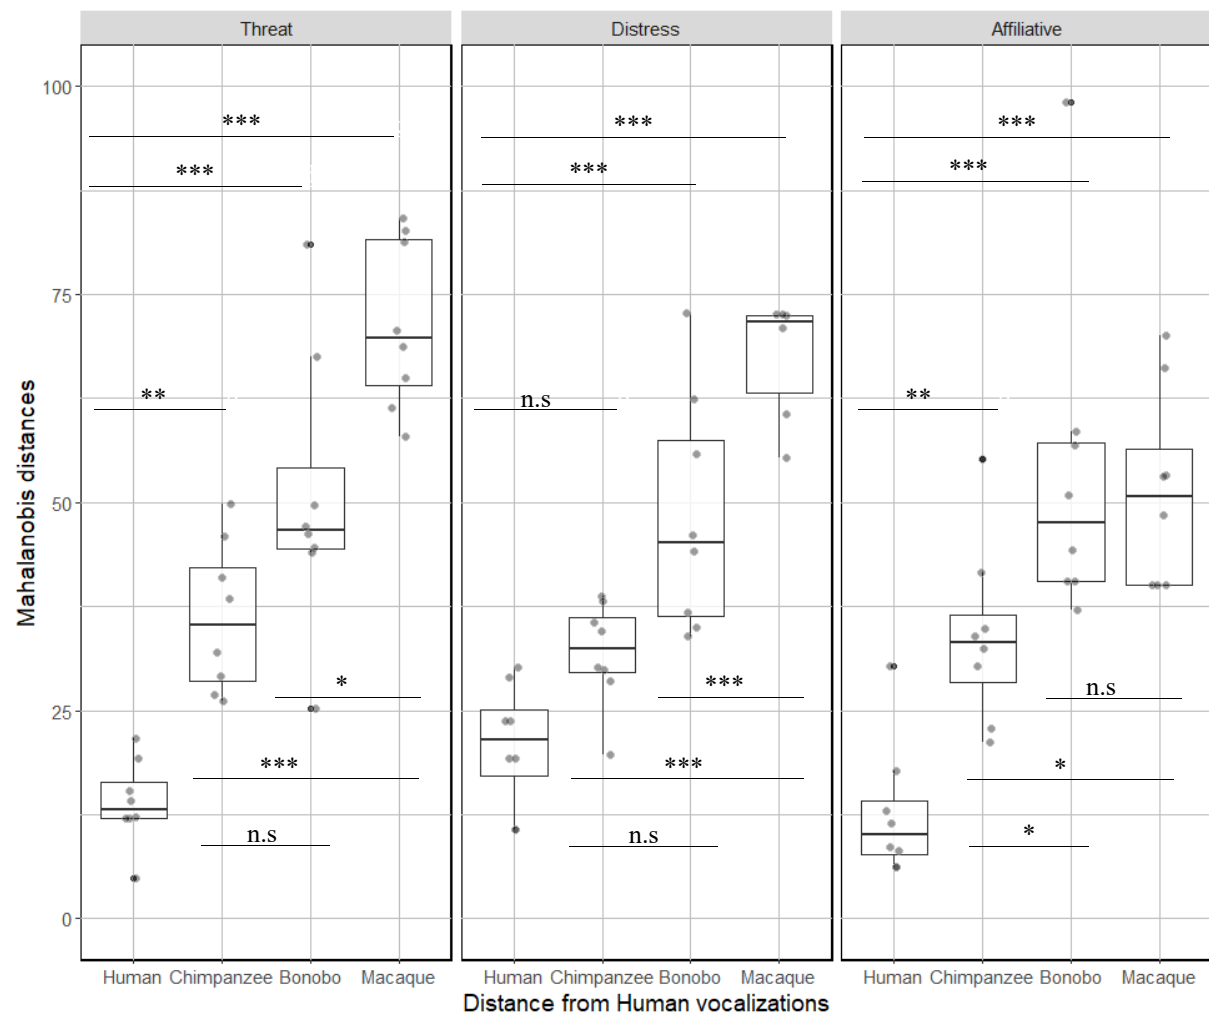 Threat Distress Affiliative
100
*** *** ***
*** *** ***
75
** n.s **
50
* *** n.s
25
*** *** *
n.s n.s *
0
Mahalanobis distances
Human Chimpanzee Bonobo Macaque Human Chimpanzee Bonobo Macaque Human Chimpanzee Bonobo Macaque
Distance from Human vocalizations